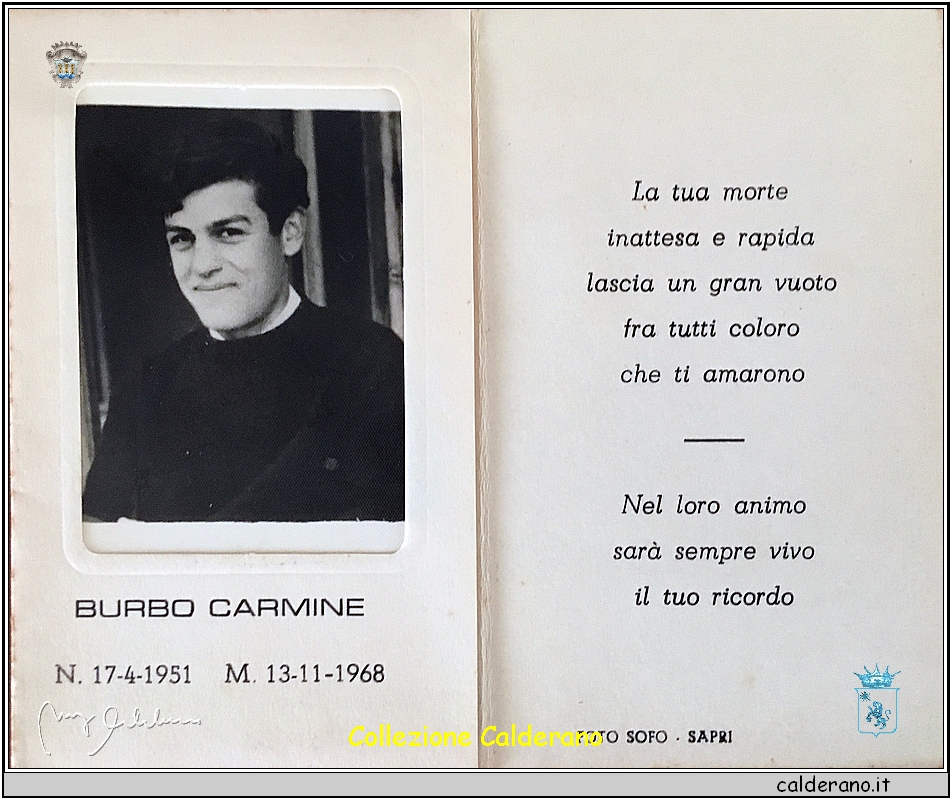 BURBO CARMINE
N. 17-4-1951 M. 13-11-1968
La tua morte
inattesa e rapida
lascia un gran vuoto
fra tutti coloro
che ti amarono
Nel loro animo
sarà sempre vivo
il tuo ricordo
Collezione Calderano
FOTO SOFO - SAPRI
calderano.it